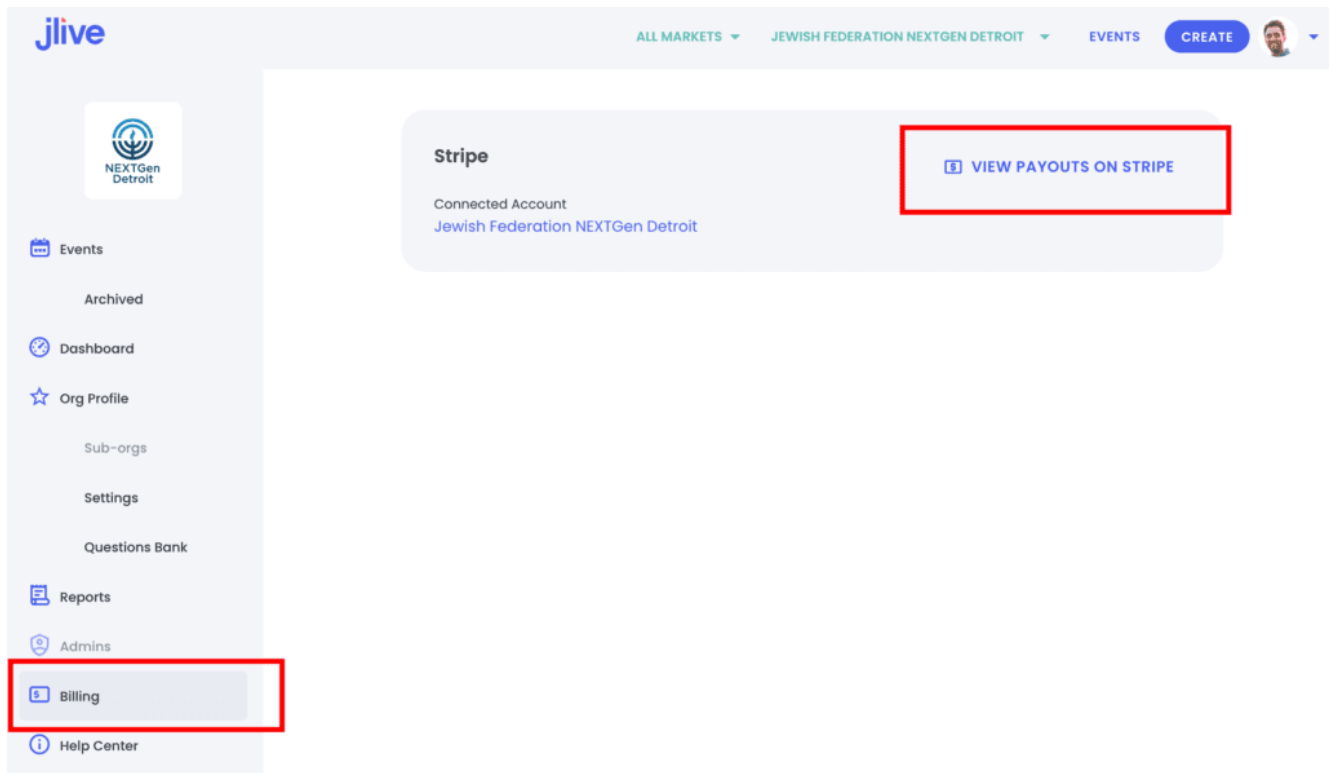 jlive
ALL MARKETS
JEWISH FEDERATION NEXTGEN DETROIT
EVENTS
CREATE
NEXTGen
Detroit
Events
Archived
Dashboard
Org Profile
Sub-orgs
Settings
Questions Bank
Reports
Admins
$ Billing
Help Center
Stripe
$ VIEW PAYOUTS ON STRIPE
Connected Account
Jewish Federation NEXTGen Detroit